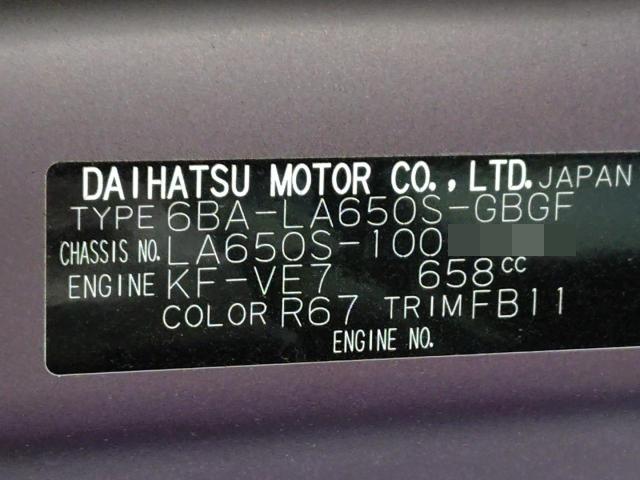 DAIHATSU MOTOR CO., LTD. JAPAN
TYPE 6BA-LA650S-GBGF
CHASSIS NO. LA650S-100
ENGINE KF-VE7 658cc
COLOR R67 TRIM FB11
ENGINE NO.